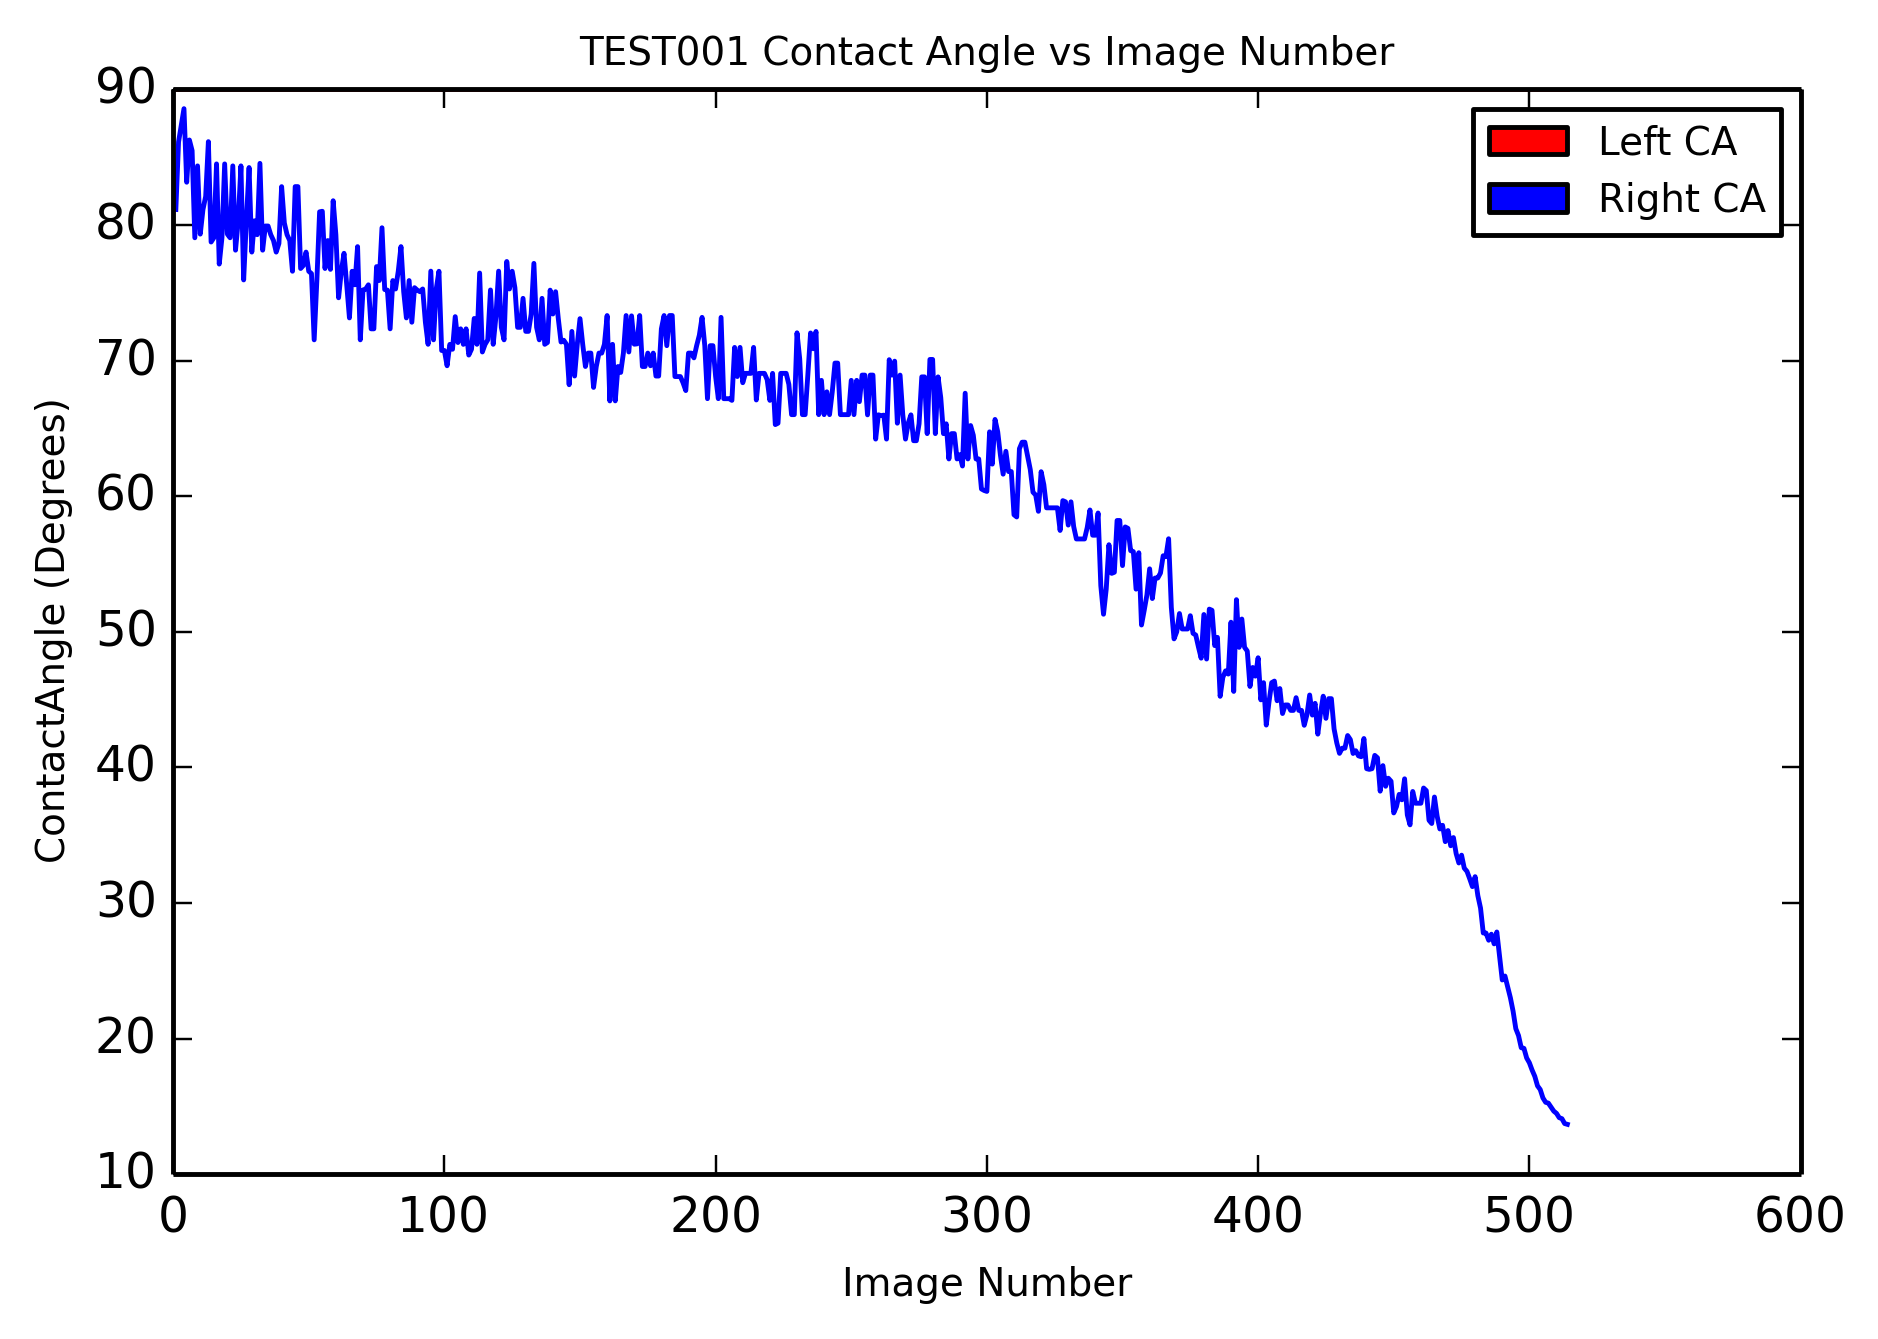 TEST001 Contact Angle vs Image Number
90
80
70
60
50
40
30
20
10
ContactAngle (Degrees)
Left CA
Right CA
0 100 200 300 400 500 600
Image Number